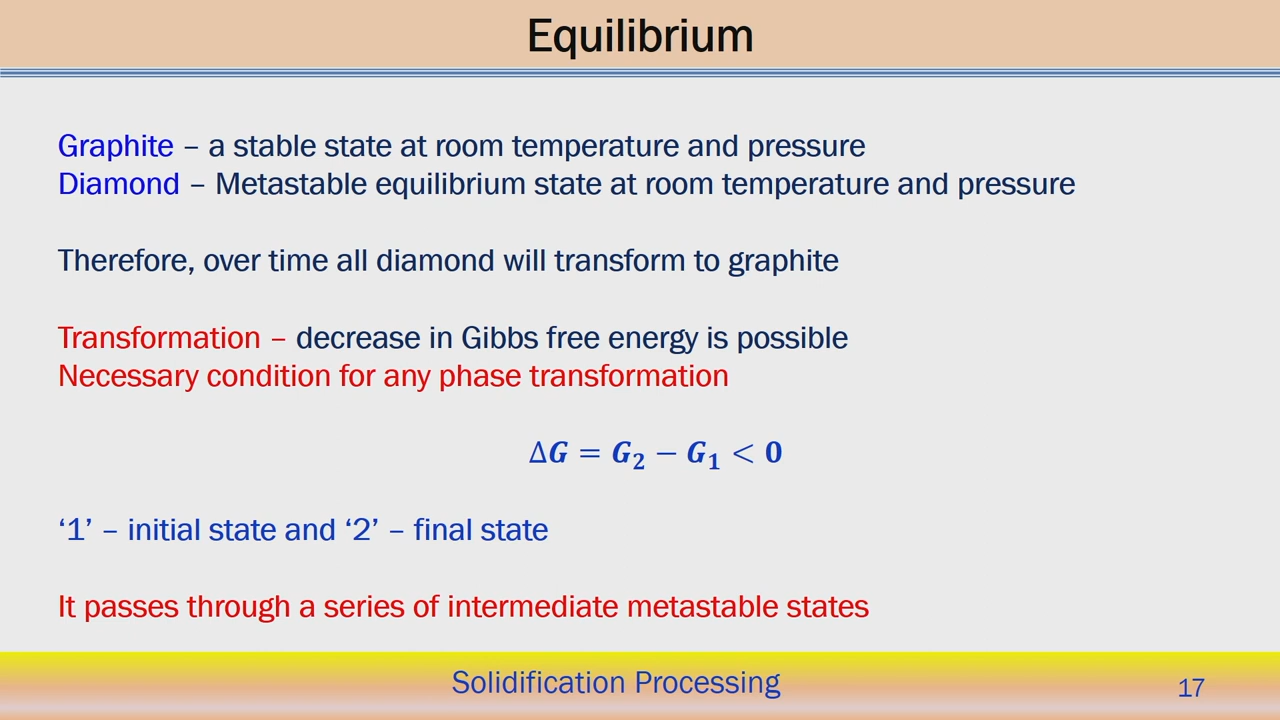 Equilibrium
Graphite – a stable state at room temperature and pressure
Diamond – Metastable equilibrium state at room temperature and pressure
Therefore, over time all diamond will transform to graphite
Transformation – decrease in Gibbs free energy is possible
Necessary condition for any phase transformation
Δ𝑮 = 𝑮₂ − 𝑮₁ < 𝟎
‘1’ – initial state and ‘2’ – final state
It passes through a series of intermediate metastable states
Solidification Processing
17